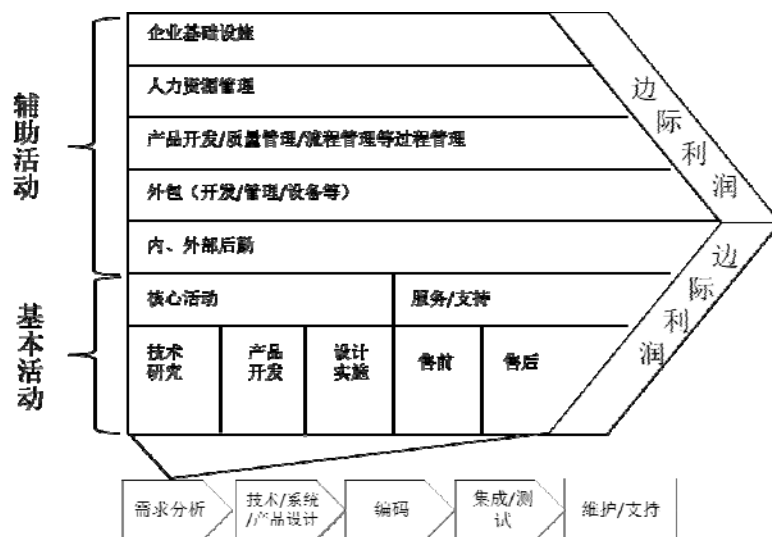 辅助活动
企业基础设施
人力资源管理
产品开发/质量管理/流程管理等过程管理
外包（开发/管理/设备等）
内、外部后勤
边际利润
基本活动
核心活动
服务/支持
技术
研究
产品
开发
设计
实施
售前
售后
边际利润
需求分析
技术/系统
/产品设计
编码
集成/测
试
维护/支持